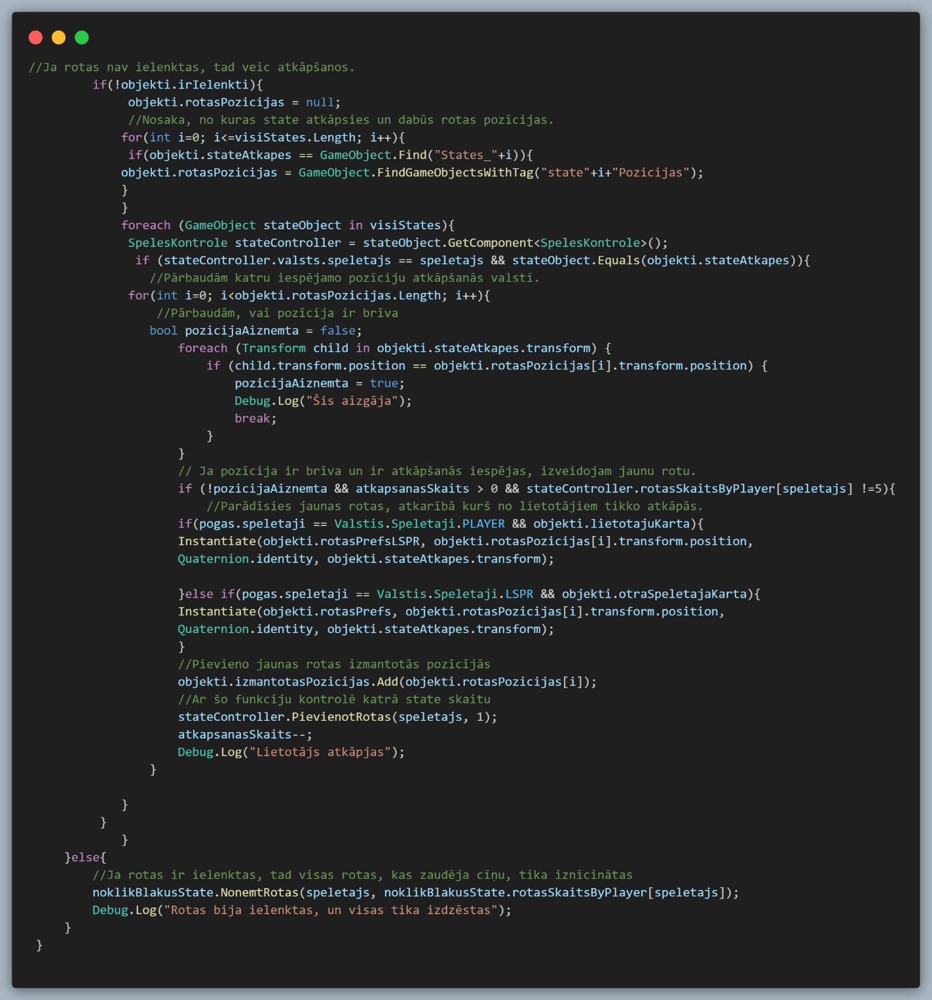 //Ja rotas nav ielenktas, tad veic atkāpšanos.
if(!objekti.irIelenkti){
objekti.rotasPozicijas = null;
//Nosaka, no kuras state atkāpsies un dabūs rotas pozīcijas.
for(int i=0; i<=visiStates.Length; i++){
if(objekti.stateAtkapes == GameObject.Find("States_"+i)){
objekti.rotasPozicijas = GameObject.FindGameObjectsWithTag("state"+i+"Pozicijas");
}
}
foreach (GameObject stateObject in visiStates){
SpelesKontrole stateController = stateObject.GetComponent<SpelesKontrole>();
if (stateController.valsts.speletajs == speletajs && stateObject.Equals(objekti.stateAtkapes)){
//Pārbaudām katru iespējamo pozīciju atkāpšanās valstī.
for(int i=0; i<objekti.rotasPozicijas.Length; i++){
//Pārbaudām, vai pozīcija ir brīva
bool pozicijaAiznemta = false;
foreach (Transform child in objekti.stateAtkapes.transform) {
if (child.transform.position == objekti.rotasPozicijas[i].transform.position) {
pozicijaAiznemta = true;
Debug.Log("Šis aizgāja");
break;
}
}
// Ja pozīcija ir brīva un ir atkāpšanās iespējas, izveidojam jaunu rotu.
if (!pozicijaAiznemta && atkapsanasSkaits > 0 && stateController.rotasSkaitsByPlayer[speletajs] !=5){
//Parādīsies jaunas rotas, atkarībā kurš no lietotājiem tikko atkāpās.
if(pogas.speletaji == Valstis.Speletaji.PLAYER && objekti.lietotajuKarta){
Instantiate(objekti.rotasPrefsLSPR, objekti.rotasPozicijas[i].transform.position,
Quaternion.identity, objekti.stateAtkapes.transform);
}else if(pogas.speletaji == Valstis.Speletaji.LSPR && objekti.otraSpeletajaKarta){
Instantiate(objekti.rotasPrefs, objekti.rotasPozicijas[i].transform.position,
Quaternion.identity, objekti.stateAtkapes.transform);
}
//Pievieno jaunas rotas izmantotās pozīcījās
objekti.izmantotasPozicijas.Add(objekti.rotasPozicijas[i]);
//Ar šo funkciju kontrolē katrā state skaitu
stateController.PievienotRotas(speletajs, 1);
atkapsanasSkaits--;
Debug.Log("Lietotājs atkāpjas");
}
}
}
}
}else{
//Ja rotas ir ielenktas, tad visas rotas, kas zaudēja cīņu, tika iznīcinātas
noklikBlakusState.NonemtRotas(speletajs, noklikBlakusState.rotasSkaitsByPlayer[speletajs]);
Debug.Log("Rotas bija ielenktas, un visas tika izdzēstas");
}
}